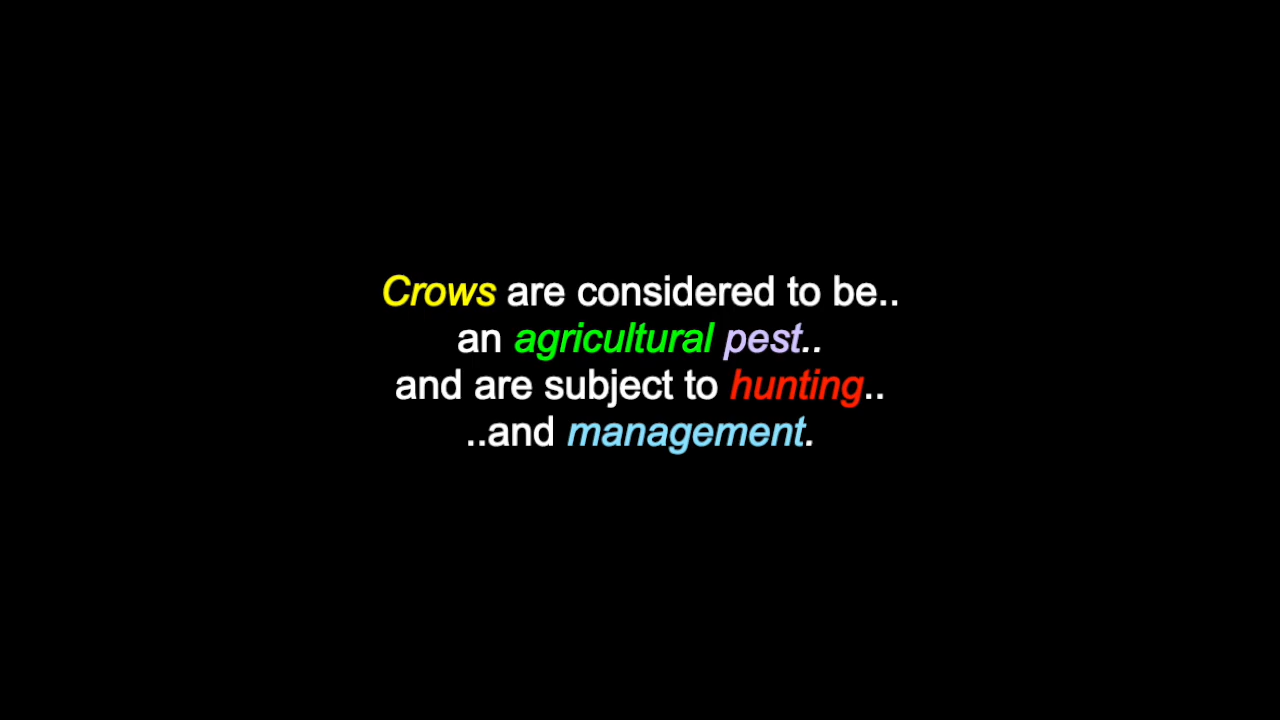 Crows are considered to be..
an agricultural pest..
and are subject to hunting..
..and management.